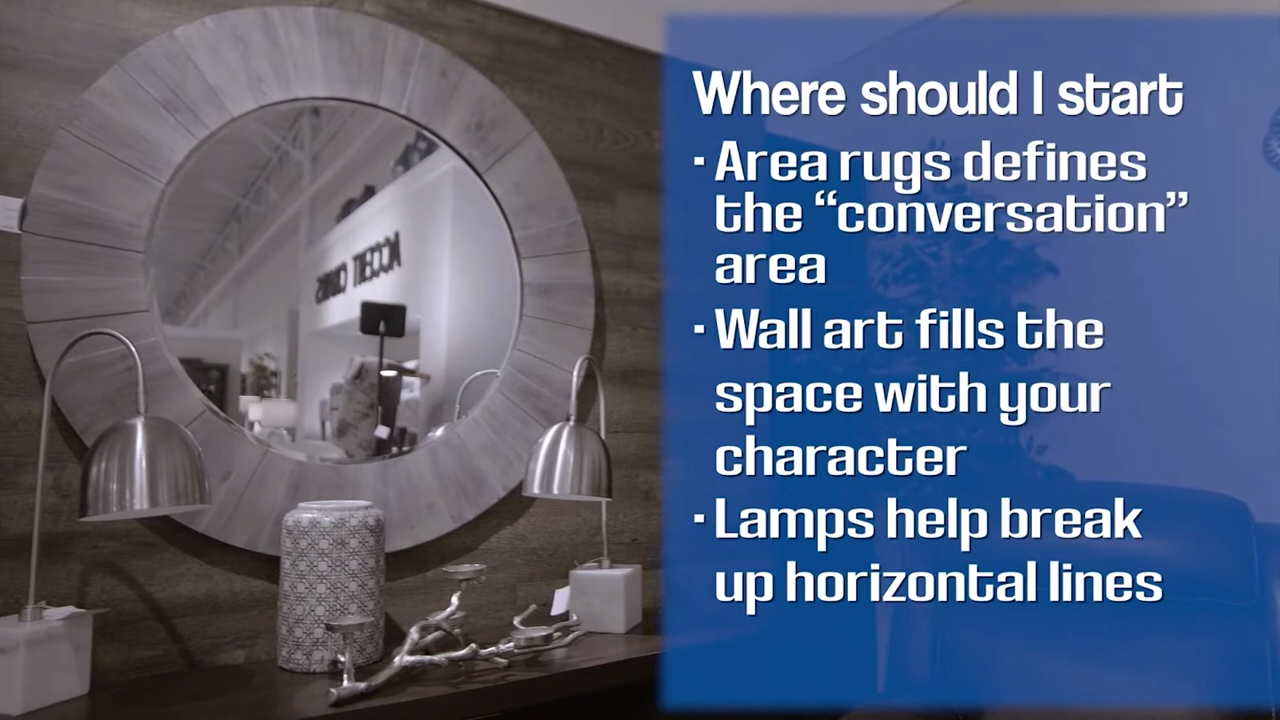 Where should I start
· Area rugs defines
the “conversation”
area
· Wall art fills the
space with your
character
· Lamps help break
up horizontal lines